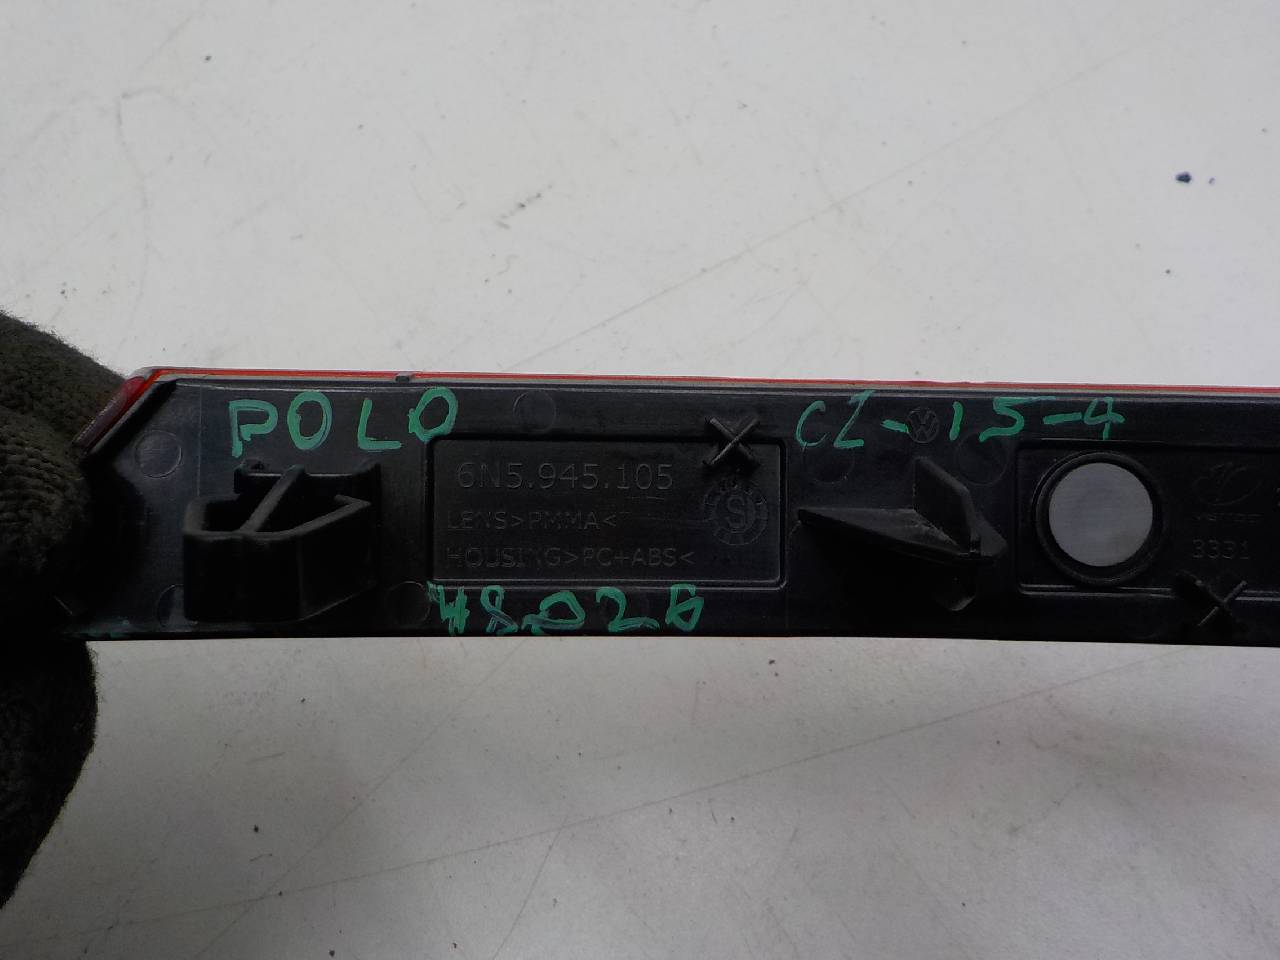 POLO
CZ-15-4
6N5.945.105
LENS>PMMA<
HOUSING>PC+ABS<
3331
48026